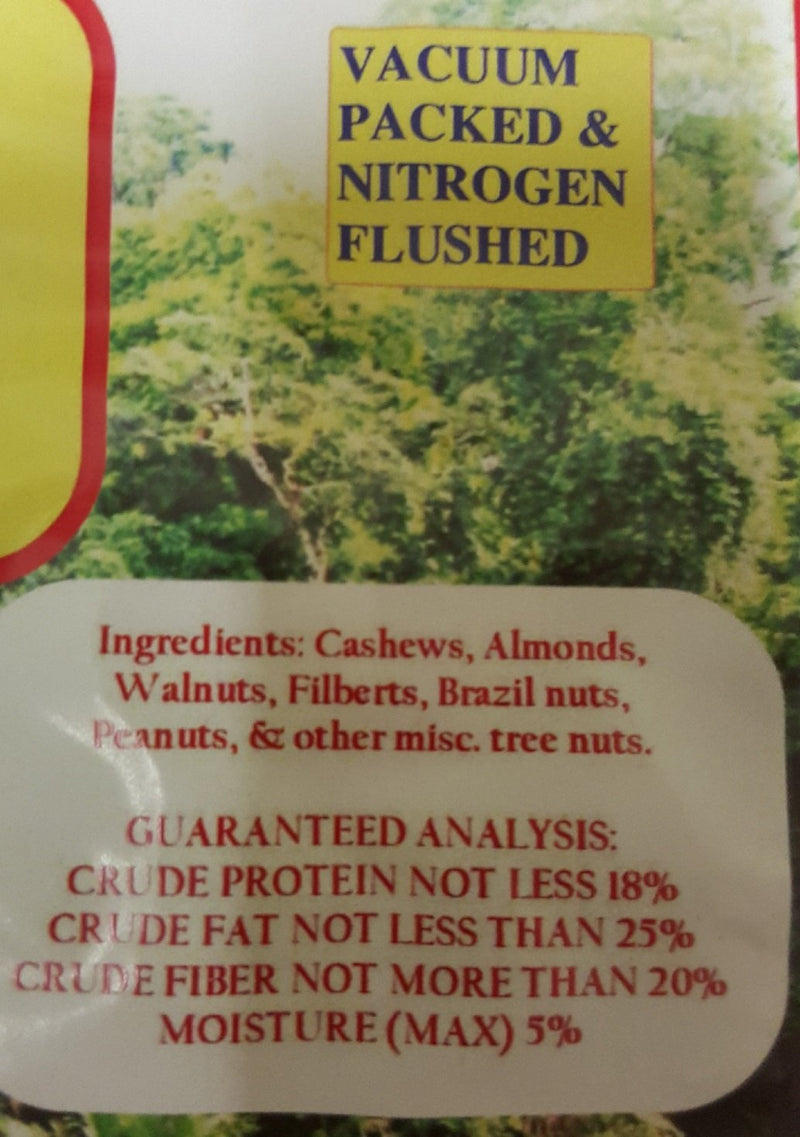 VACUUM
PACKED &
NITROGEN
FLUSHED
Ingredients: Cashews, Almonds,
Walnuts, Filberts, Brazil nuts,
Peanuts, & other misc. tree nuts.
GUARANTEED ANALYSIS:
CRUDE PROTEIN NOT LESS 18%
CRUDE FAT NOT LESS THAN 25%
CRUDE FIBER NOT MORE THAN 20%
MOISTURE (MAX) 5%